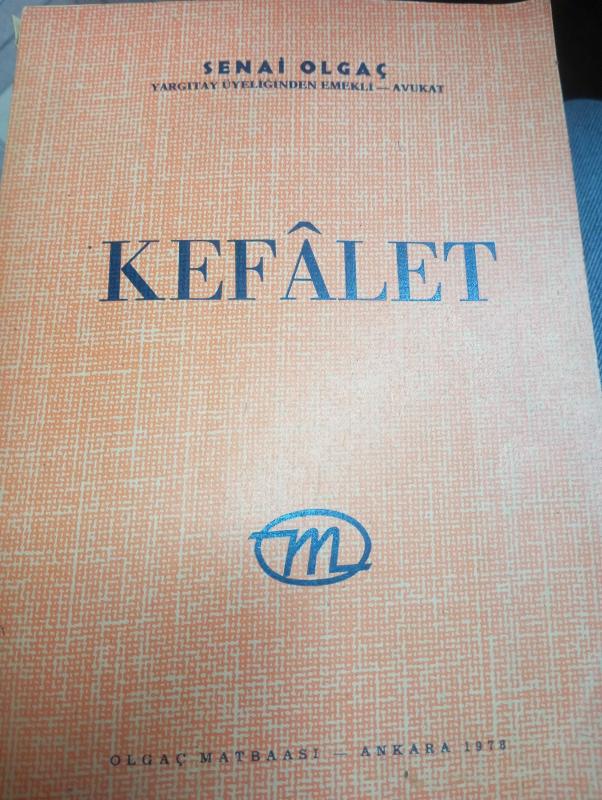 SENAİ OLGAÇ
YARGITAY ÜYELİĞİNDEN EMEKLİ — AVUKAT
KEFÂLET
m
OLGAÇ MATBAASI — ANKARA 1978